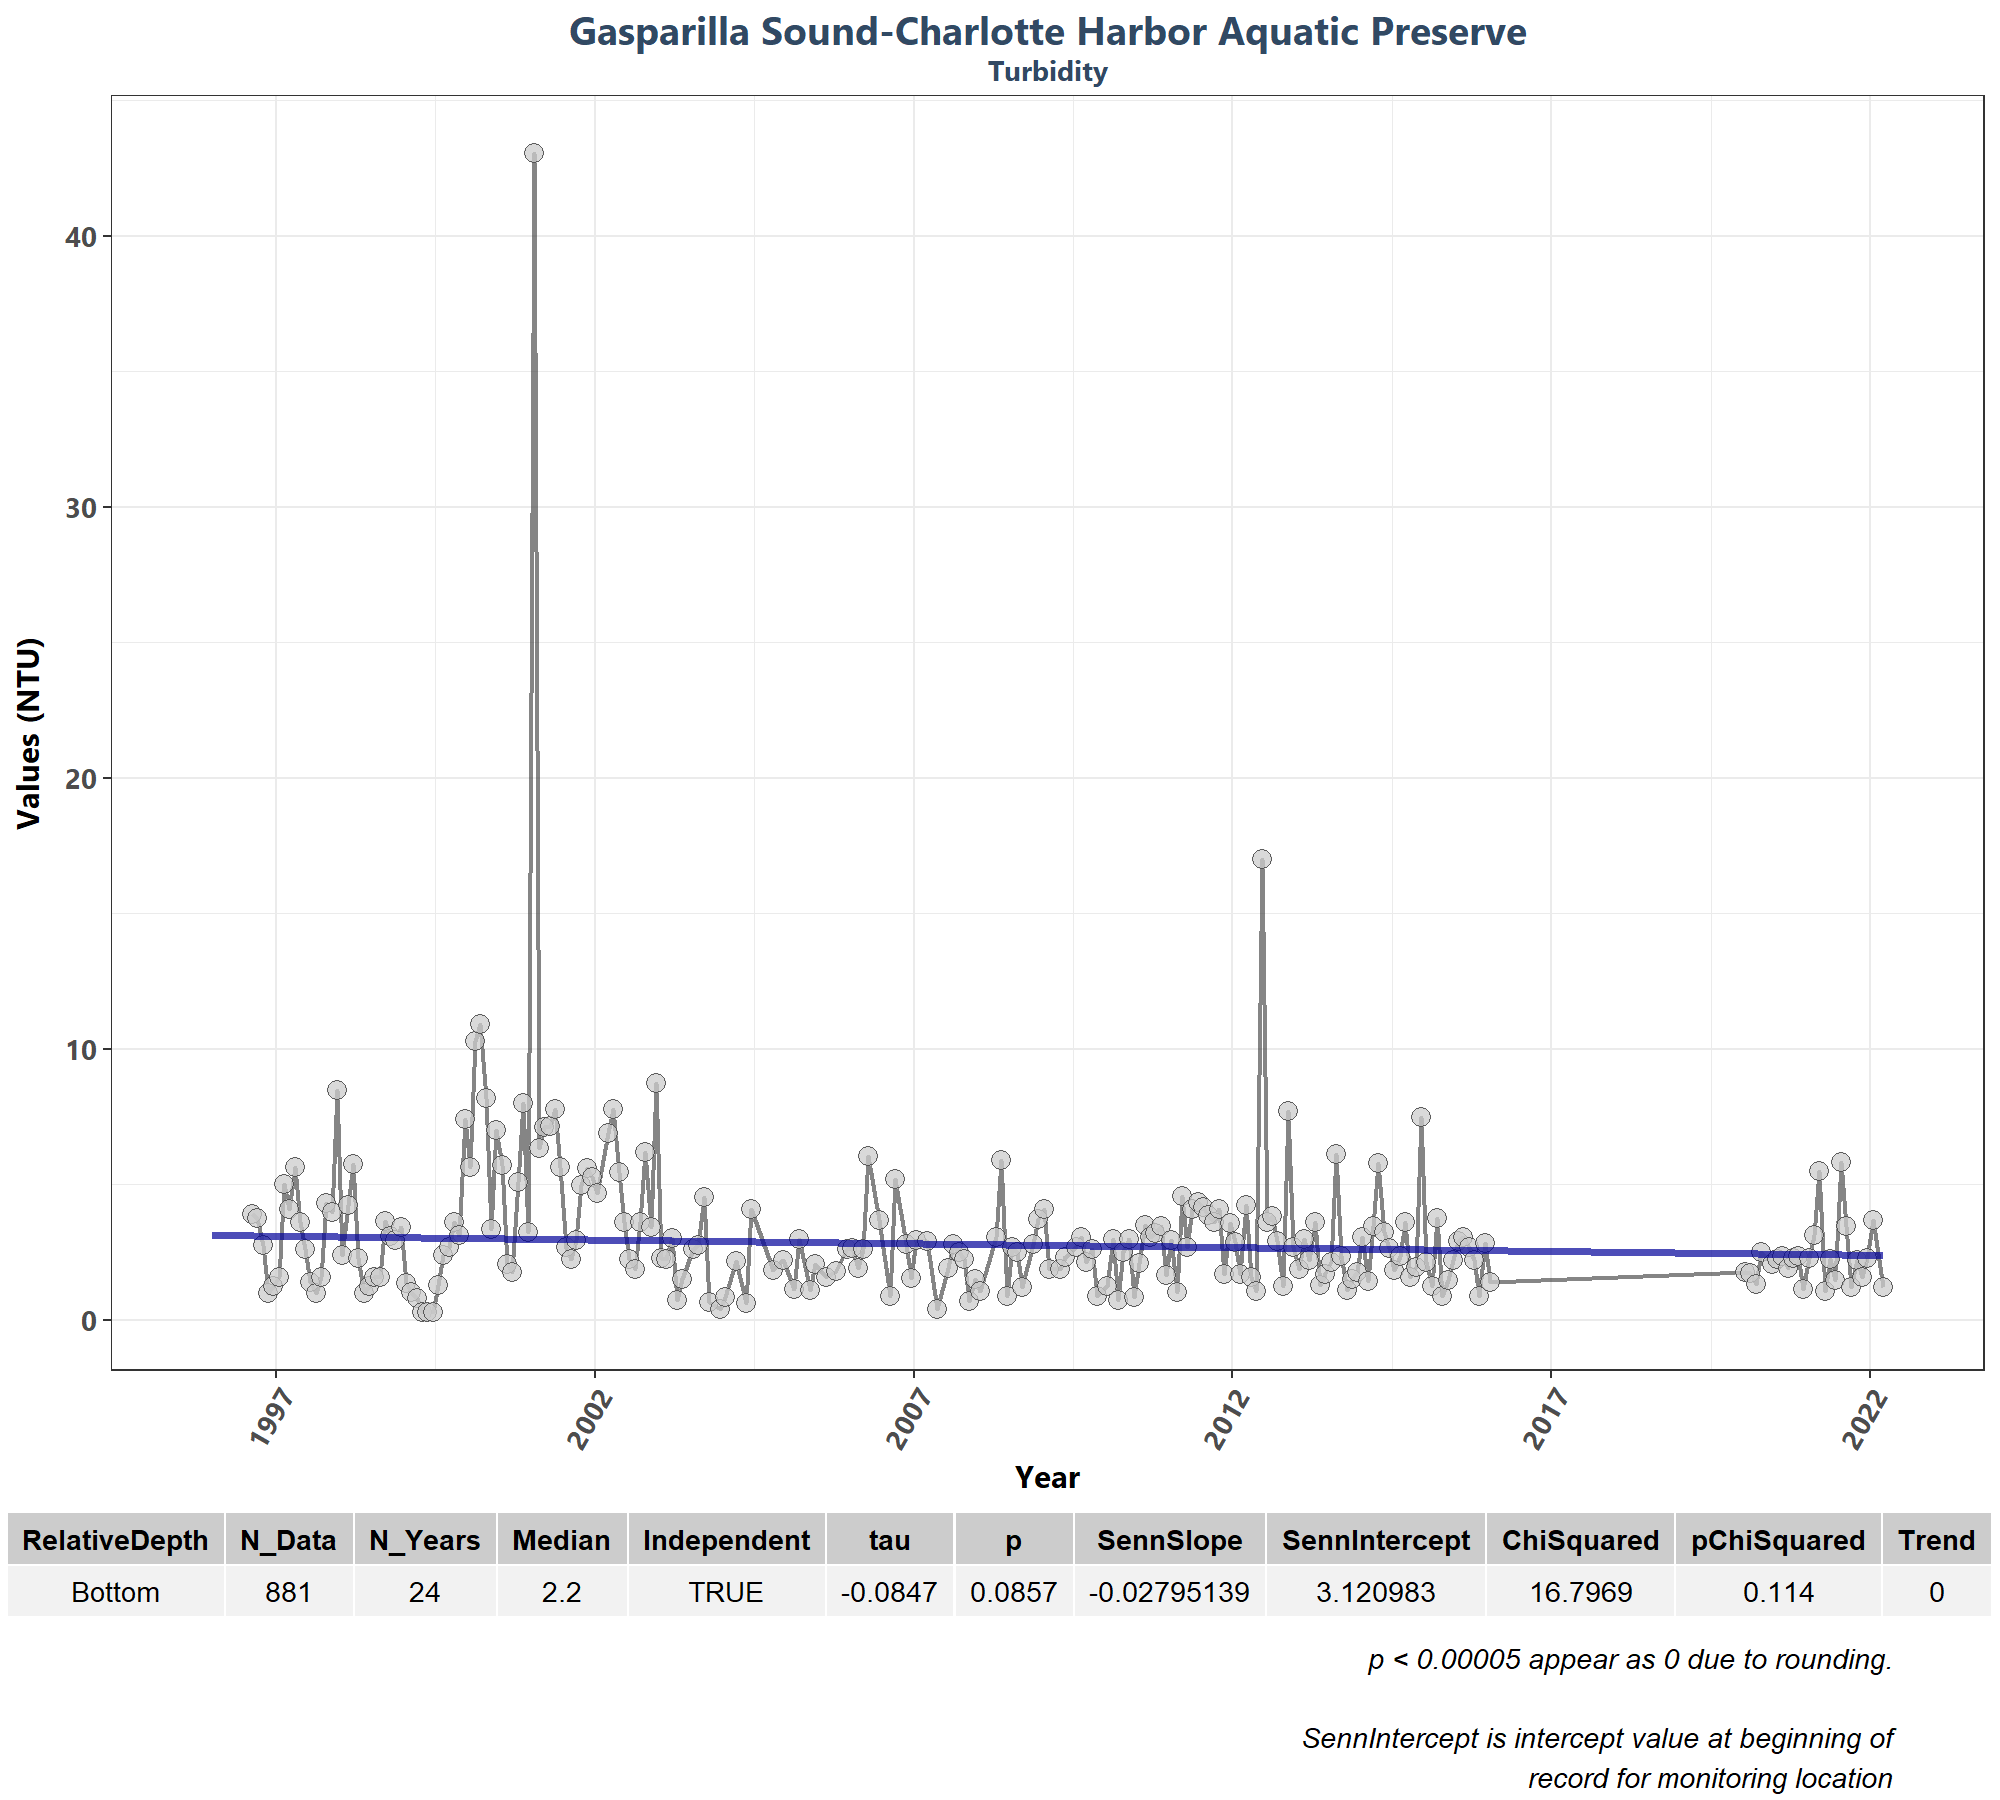 Gasparilla Sound-Charlotte Harbor Aquatic Preserve
Turbidity
Values (NTU)
40
30
20
10
0
1997
2002
2007
2012
2017
2022
Year
RelativeDepth N_Data N_Years Median Independent tau p SennSlope SennIntercept ChiSquared pChiSquared Trend
Bottom 881 24 2.2 TRUE -0.0847 0.0857 -0.02795139 3.120983 16.7969 0.114 0
p < 0.00005 appear as 0 due to rounding.
SennIntercept is intercept value at beginning of
record for monitoring location